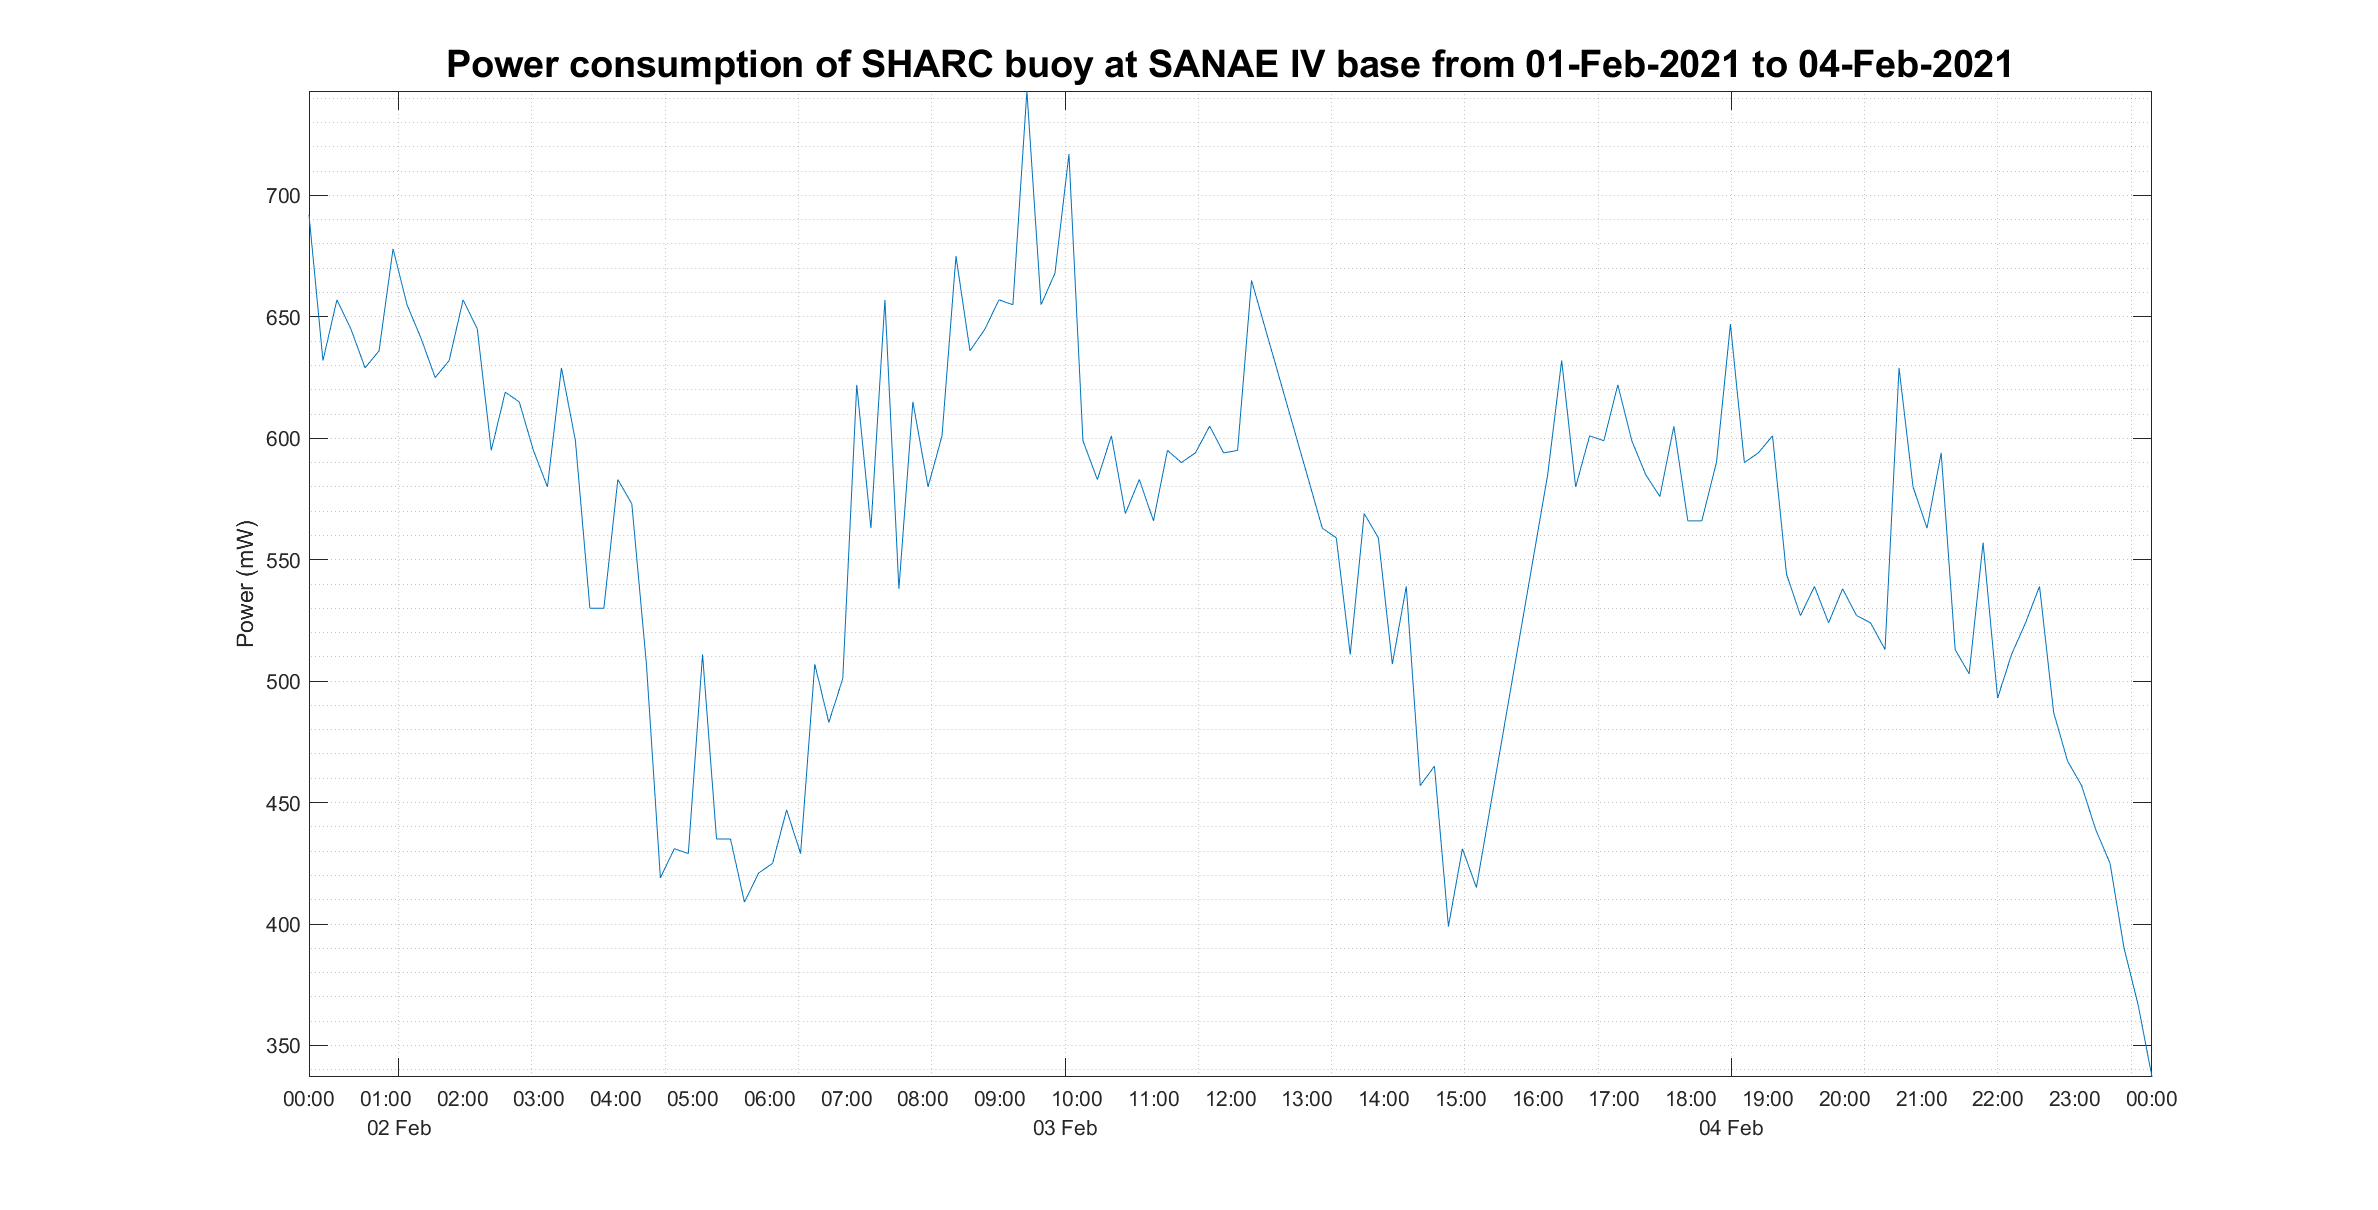 Power consumption of SHARC buoy at SANAE IV base from 01-Feb-2021 to 04-Feb-2021
Power (mW)
700
650
600
550
500
450
400
350
00:00 01:00 02:00 03:00 04:00 05:00 06:00 07:00 08:00 09:00 10:00 11:00 12:00 13:00 14:00 15:00 16:00 17:00 18:00 19:00 20:00 21:00 22:00 23:00 00:00
02 Feb 03 Feb 04 Feb